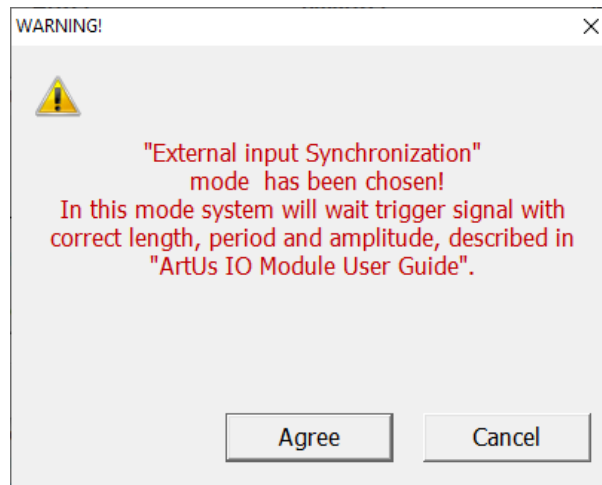 WARNING!
"External input Synchronization"
mode has been chosen!
In this mode system will wait trigger signal with
correct length, period and amplitude, described in
"ArtUs IO Module User Guide".
Agree
Cancel